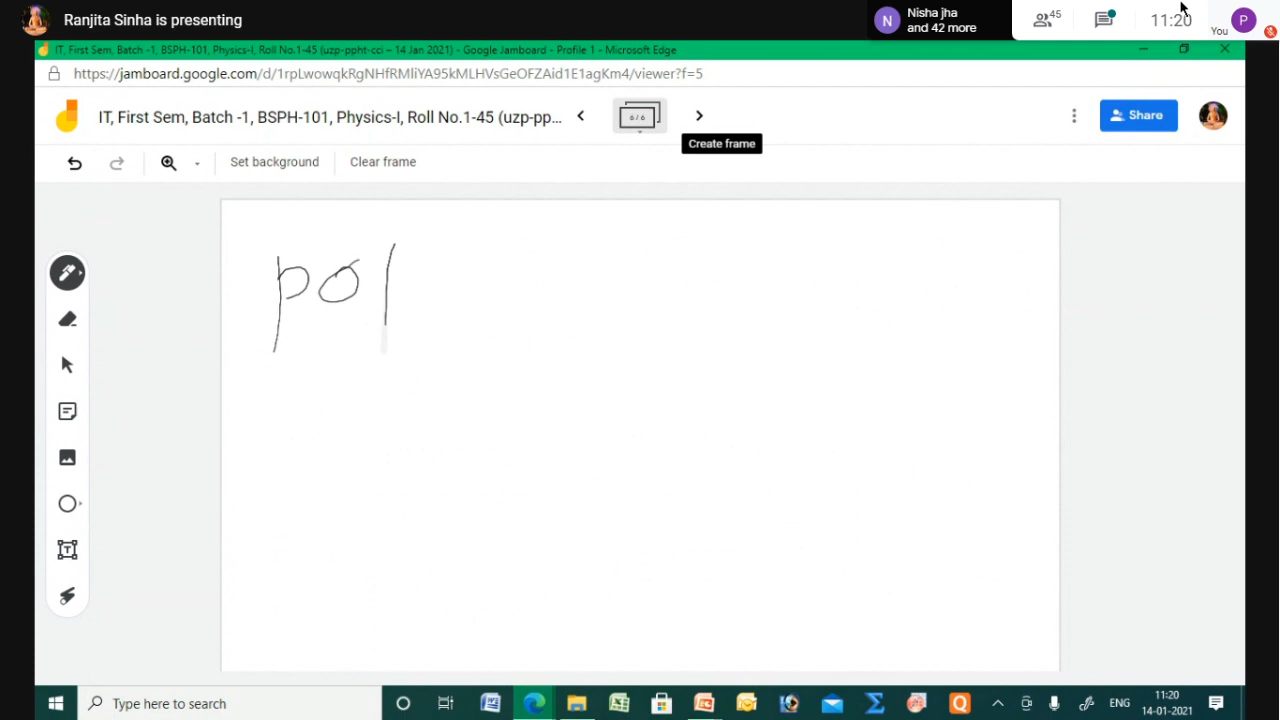 Ranjita Sinha is presenting
N
Nisha jha
and 42 more
45
11:20
You
P
IT, First Sem, Batch -1, BSPH-101, Physics-I, Roll No.1-45 (uzp-ppht-cci – 14 Jan 2021) - Google Jamboard - Profile 1 - Microsoft Edge
https://jamboard.google.com/d/1rpLwowqkRgNHfRMliYA95kMLHVsGeOFZAid1E1agKm4/viewer?f=5
IT, First Sem, Batch -1, BSPH-101, Physics-I, Roll No.1-45 (uzp-pp...
6 / 6
Share
Create frame
Set background
Clear frame
pol
Type here to search
ENG
11:20
14-01-2021